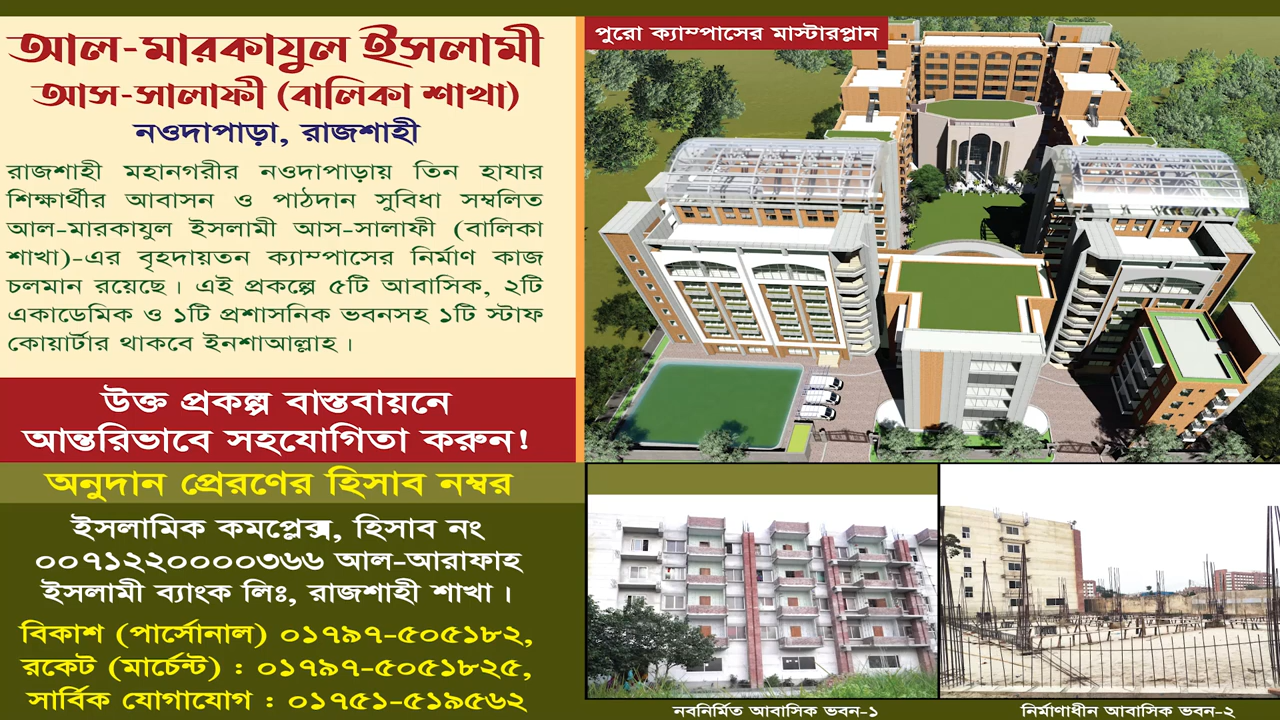 আল-মারকাযুল ইসলামী
আস-সালাফী (বালিকা শাখা)
নওদাপাড়া, রাজশাহী
রাজশাহী মহানগরীর নওদাপাড়ায় তিন হাযার
শিক্ষার্থীর আবাসন ও পাঠদান সুবিধা সম্বলিত
আল-মারকাযুল ইসলামী আস-সালাফী (বালিকা
শাখা)-এর বৃহদায়তন ক্যাম্পাসের নির্মাণ কাজ
চলমান রয়েছে। এই প্রকল্পে ৫টি আবাসিক, ২টি
একাডেমিক ও ১টি প্রশাসনিক ভবনসহ ১টি স্টাফ
কোয়ার্টার থাকবে ইনশাআল্লাহ।
উক্ত প্রকল্প বাস্তবায়নে
আন্তরিভাবে সহযোগিতা করুন!
অনুদান প্রেরণের হিসাব নম্বর
ইসলামিক কমপ্লেক্স, হিসাব নং
০০৭১২২০০০০৩৬৬ আল-আরাফাহ
ইসলামী ব্যাংক লিঃ, রাজশাহী শাখা।
বিকাশ (পার্সোনাল) ০১৭৯৭-৫০৫১৮২,
রকেট (মার্চেন্ট) : ০১৭৯৭-৫০৫১৮২৫,
সার্বিক যোগাযোগ : ০১৭৫১-৫১৯৫৬২
পুরো ক্যাম্পাসের মাস্টারপ্লান
নবনির্মিত আবাসিক ভবন-১
নির্মাণাধীন আবাসিক ভবন-২